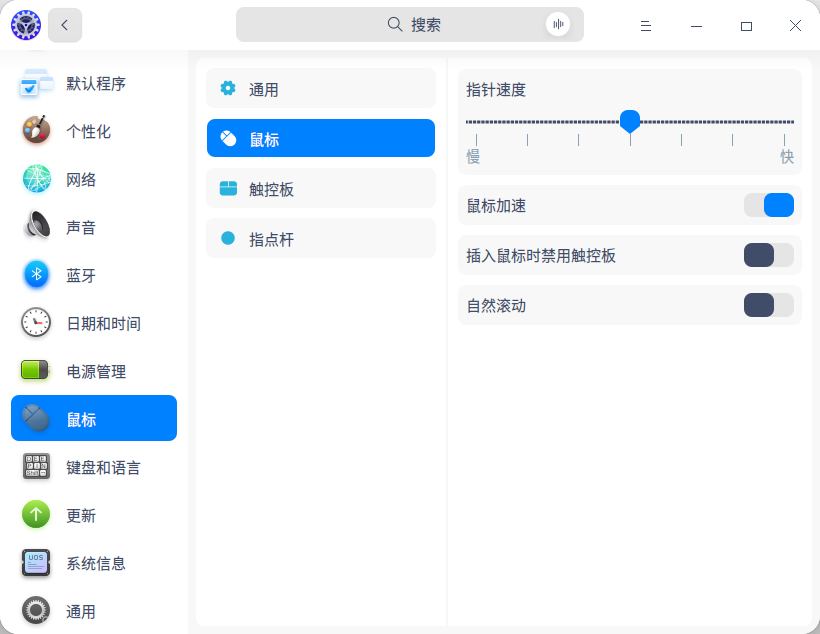 搜索
默认程序
个性化
网络
声音
蓝牙
日期和时间
电源管理
鼠标
键盘和语言
更新
系统信息
通用
通用
鼠标
触控板
指点杆
指针速度
慢 快
鼠标加速
插入鼠标时禁用触控板
自然滚动